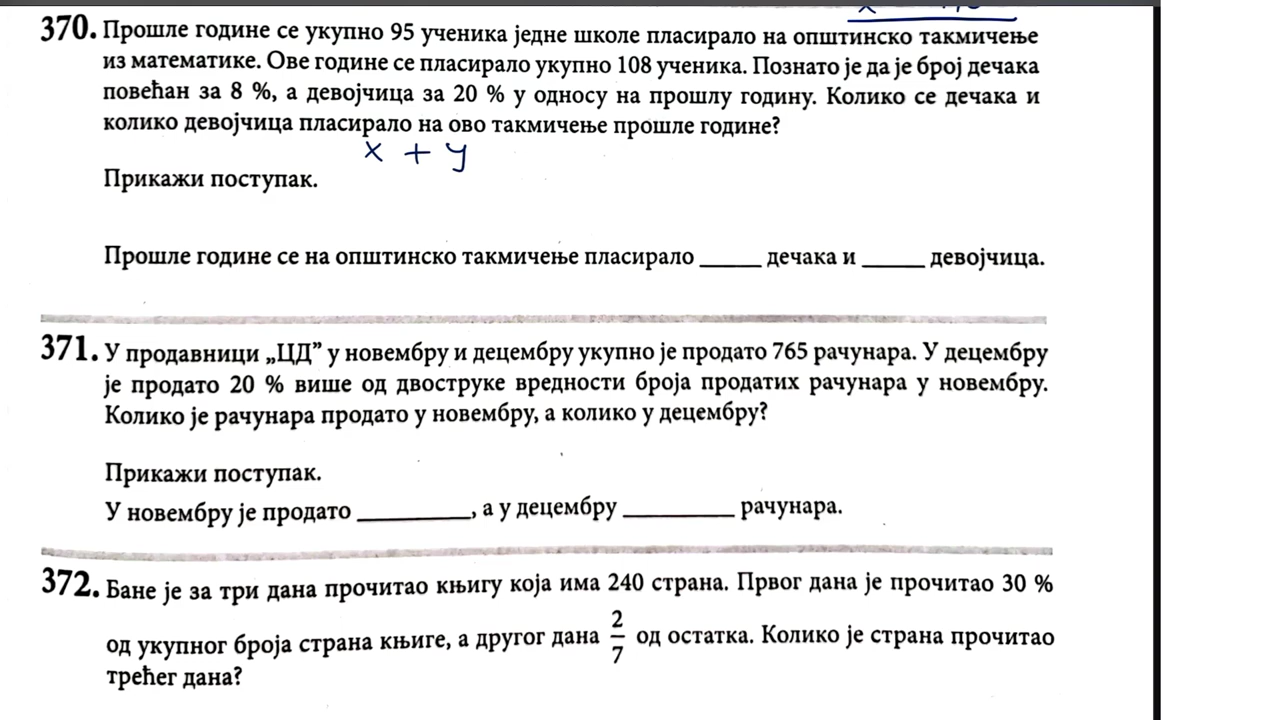 370. Прошле године се укупно 95 ученика једне школе пласирало на општинско такмичење
из математике. Ове године се пласирало укупно 108 ученика. Познато је да је број дечака
повећан за 8 %, а девојчица за 20 % у односу на прошлу годину. Колико се дечака и
колико девојчица пласирало на ово такмичење прошле године?
x + y
Прикажи поступак.
Прошле године се на општинско такмичење пласирало _____ дечака и _____ девојчица.
371. У продавници „ЦД” у новембру и децембру укупно је продато 765 рачунара. У децембру
је продато 20 % више од двоструке вредности броја продатих рачунара у новембру.
Колико је рачунара продато у новембру, а колико у децембру?
Прикажи поступак.
У новембру је продато _________, а у децембру _________ рачунара.
372. Бане је за три дана прочитао књигу која има 240 страна. Првог дана је прочитао 30 %
од укупног броја страна књиге, а другог дана 2/7 од остатка. Колико је страна прочитао
трећег дана?